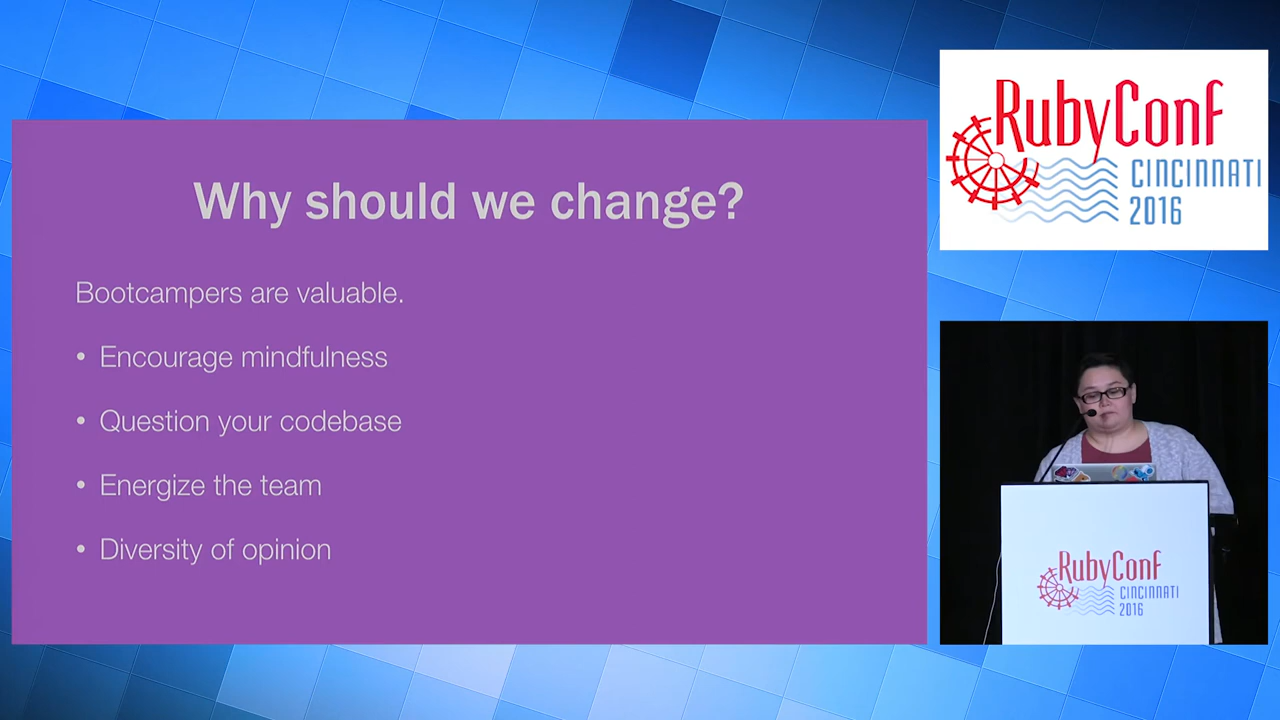 Why should we change?
Bootcampers are valuable.
• Encourage mindfulness
• Question your codebase
• Energize the team
• Diversity of opinion
RubyConf
CINCINNATI
2016
RubyConf
CINCINNATI
2016